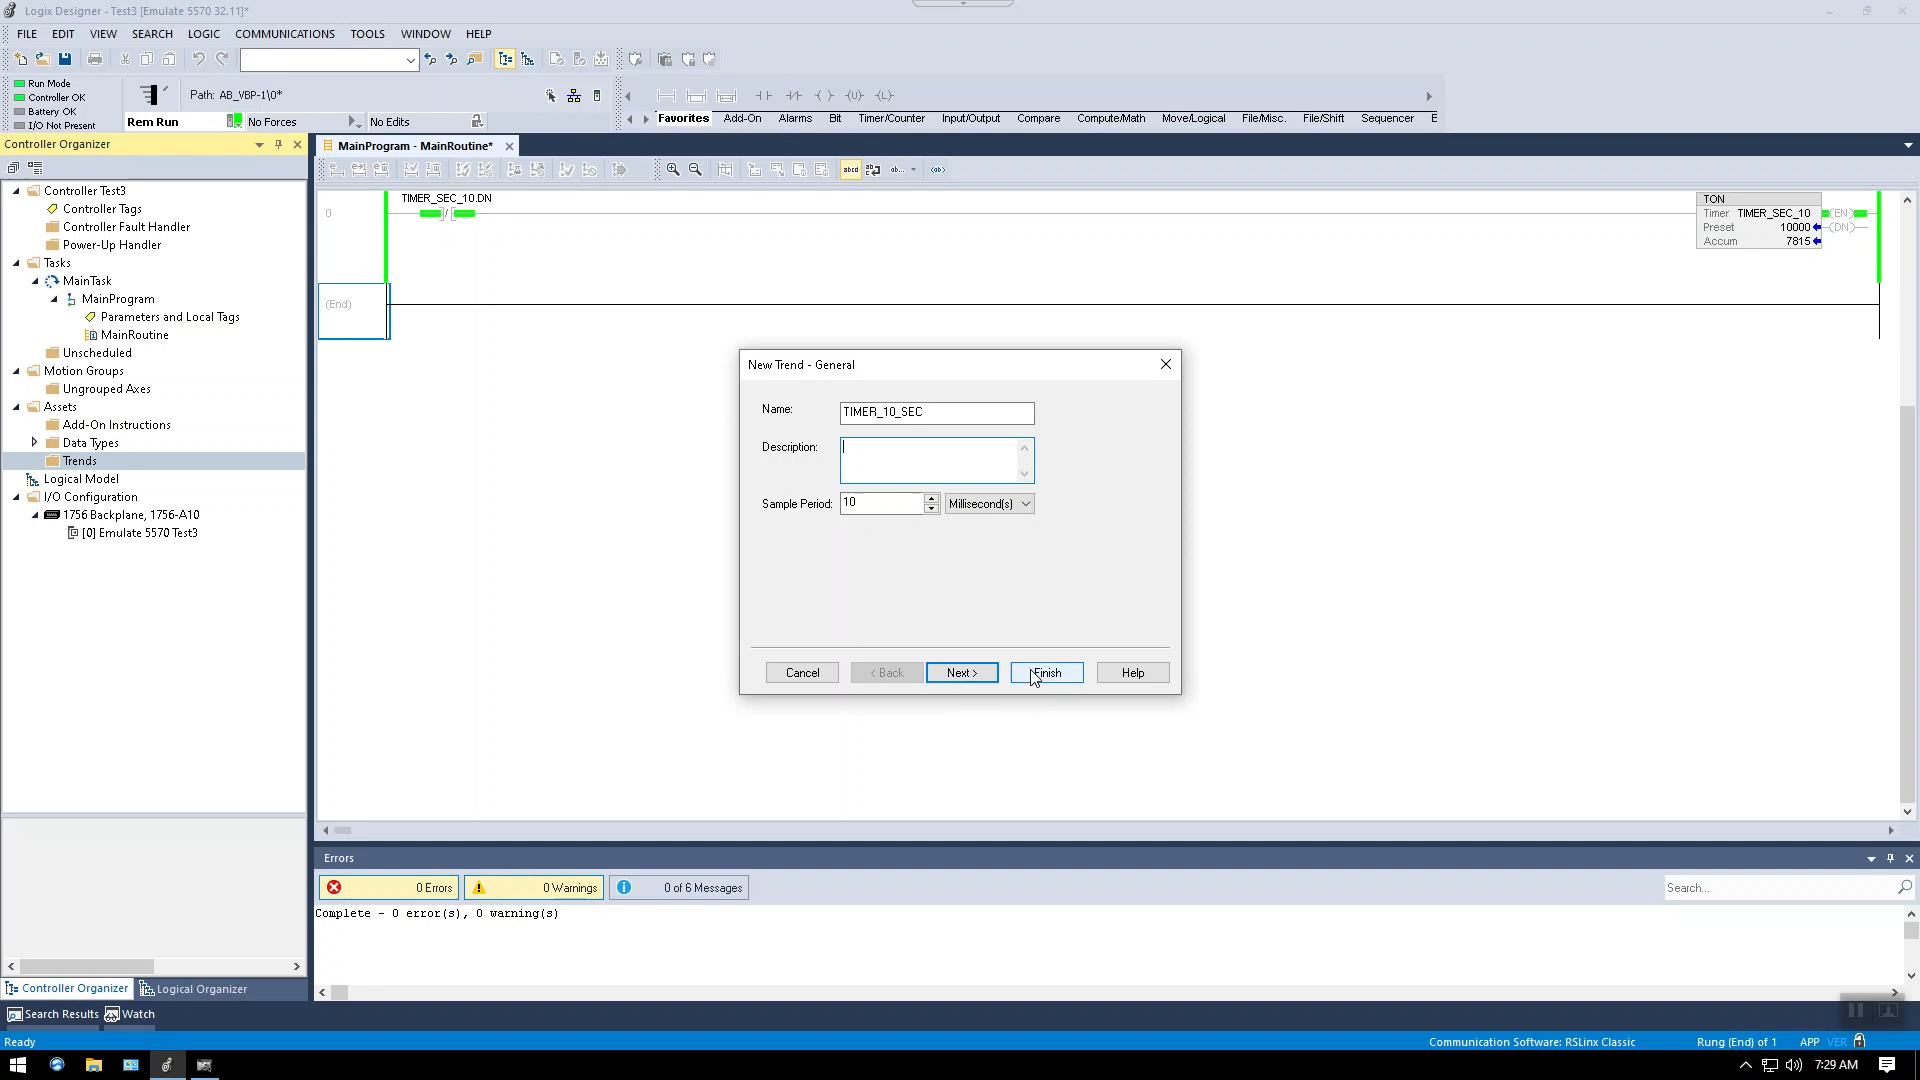 Logix Designer - Test3 [Emulate 5570 32.11]*
FILE EDIT VIEW SEARCH LOGIC COMMUNICATIONS TOOLS WINDOW HELP
Run Mode
Controller OK
Battery OK
I/O Not Present
Path: AB_VBP-1\0*
Rem Run
No Forces
No Edits
Favorites Add-On Alarms Bit Timer/Counter Input/Output Compare Compute/Math Move/Logical File/Misc. File/Shift Sequencer E
Controller Organizer
MainProgram - MainRoutine*
Controller Test3
Controller Tags
Controller Fault Handler
Power-Up Handler
Tasks
MainTask
MainProgram
Parameters and Local Tags
MainRoutine
Unscheduled
Motion Groups
Ungrouped Axes
Assets
Add-On Instructions
Data Types
Trends
Logical Model
I/O Configuration
1756 Backplane, 1756-A10
[0] Emulate 5570 Test3
abcd
ab...
0
TIMER_SEC_10.DN
TON
Timer TIMER_SEC_10
Preset 10000
Accum 7815
(EN)
(DN)
(End)
New Trend - General
Name: TIMER_10_SEC
Description:
Sample Period: 10 Millisecond(s)
Cancel < Back Next > Finish Help
Errors
0 Errors 0 Warnings 0 of 6 Messages
Search...
Complete - 0 error(s), 0 warning(s)
Controller Organizer Logical Organizer
Search Results Watch
Ready
Communication Software: RSLinx Classic
Rung (End) of 1
APP VER
7:29 AM